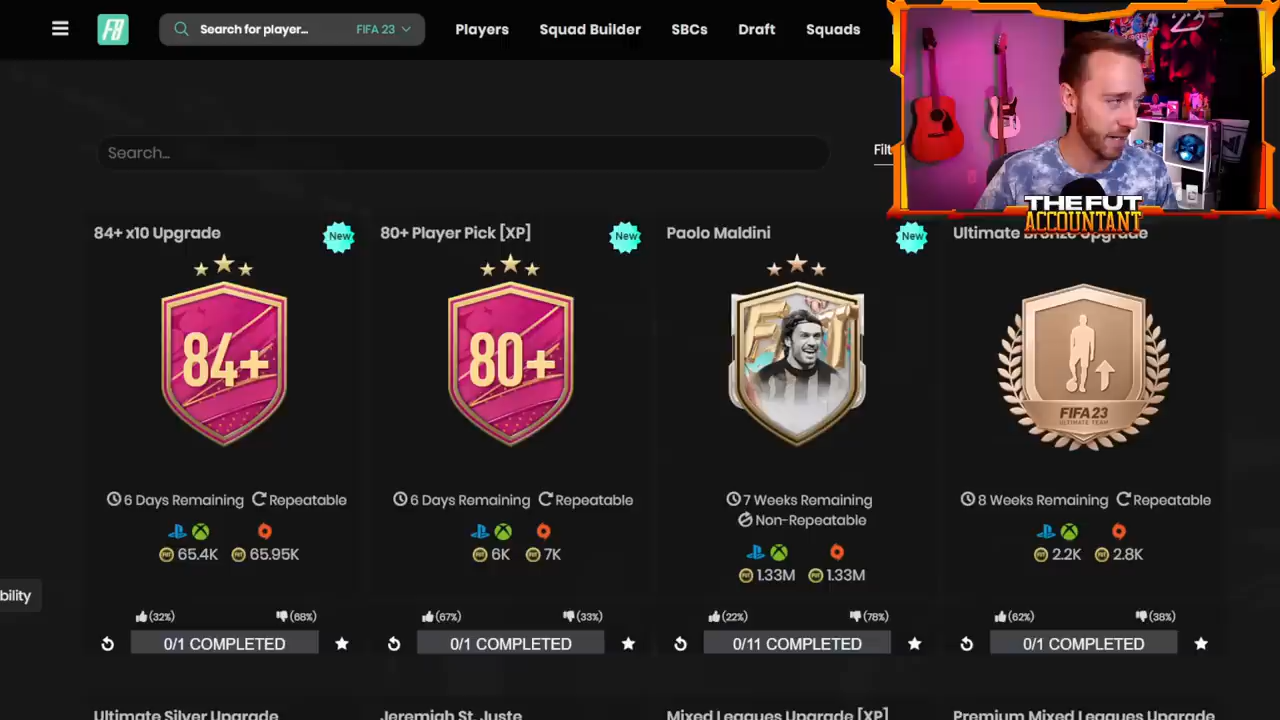 F8
Search for player...
FIFA 23
Players
Squad Builder
SBCs
Draft
Squads
Search...
Filt
THE FUT
ACCOUNTANT
84+ x10 Upgrade
New
80+ Player Pick [XP]
New
Paolo Maldini
New
Ultimate Bronze Upgrade
84+
80+
FUT
FIFA 23
ULTIMATE TEAM
6 Days Remaining
Repeatable
6 Days Remaining
Repeatable
7 Weeks Remaining
Non-Repeatable
8 Weeks Remaining
Repeatable
65.4K
65.95K
6K
7K
1.33M
1.33M
2.2K
2.8K
bility
(32%)
(68%)
(67%)
(33%)
(22%)
(78%)
(62%)
(38%)
0/1 COMPLETED
0/1 COMPLETED
0/11 COMPLETED
0/1 COMPLETED
Ultimate Silver Upgrade
Jeremiah St. Juste
Mixed Leagues Upgrade [XP]
Premium Mixed Leagues Upgrade